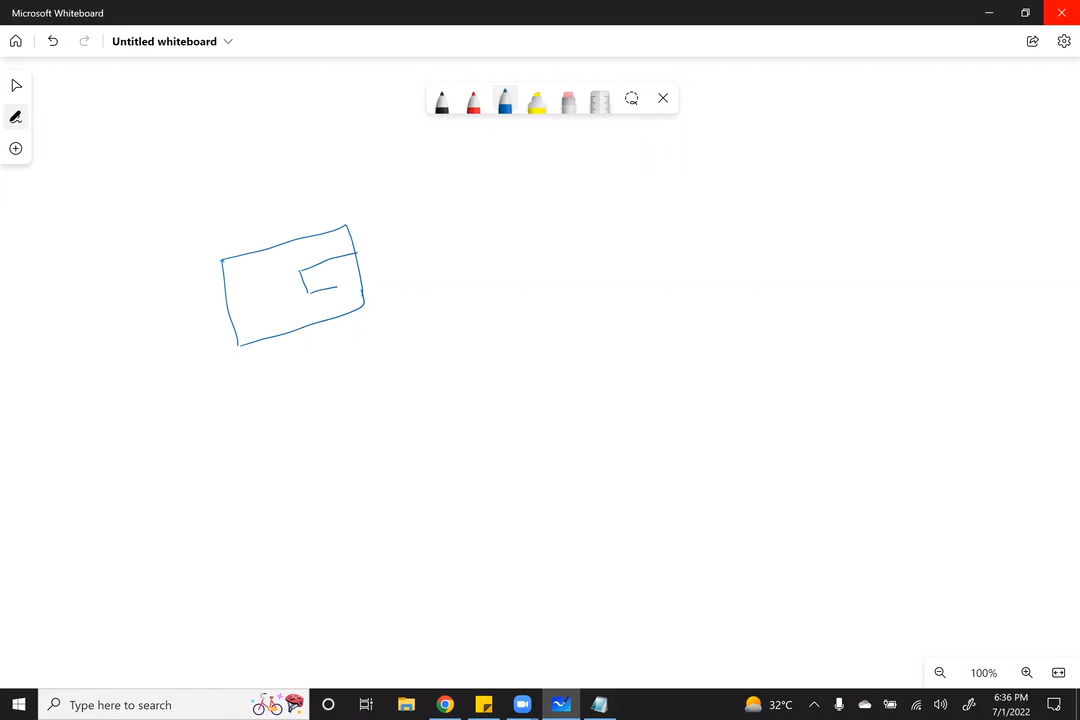 Microsoft Whiteboard
Untitled whiteboard
100%
Type here to search
32°C
6:36 PM
7/1/2022